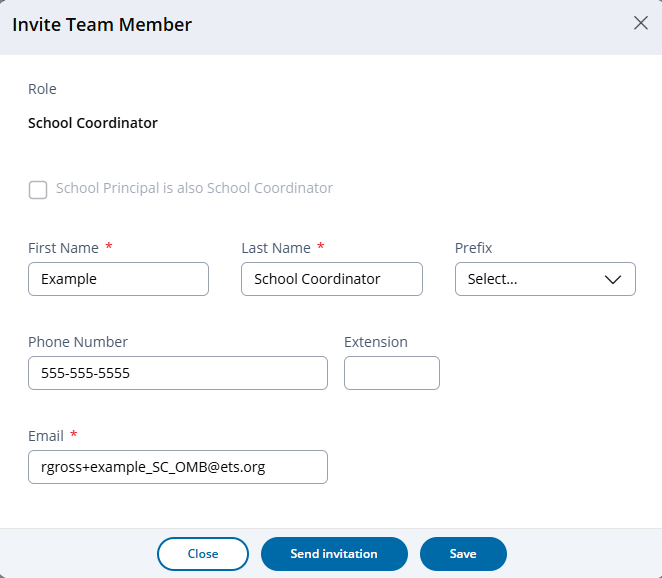 Invite Team Member
Role
School Coordinator
School Principal is also School Coordinator
First Name * Last Name * Prefix
Example School Coordinator Select...
Phone Number Extension
555-555-5555
Email *
rgross+example_SC_OMB@ets.org
Close Send invitation Save